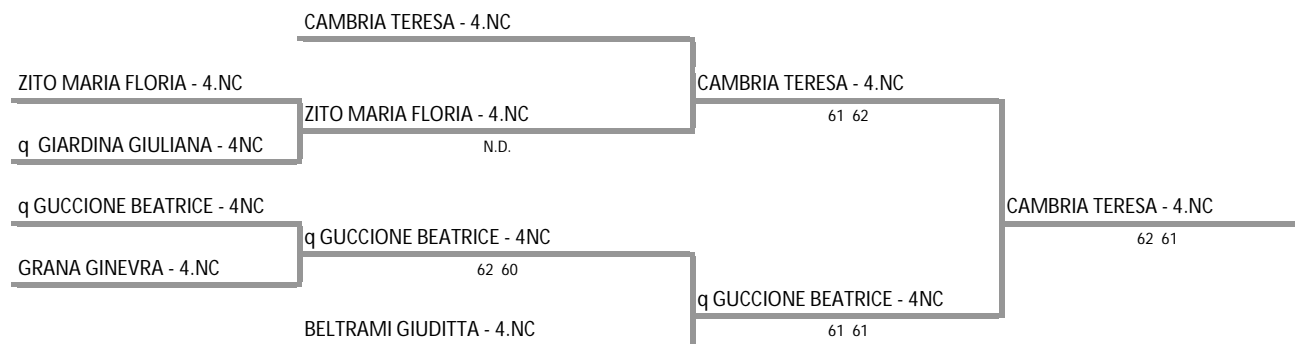 CAMBRIA TERESA - 4.NC
ZITO MARIA FLORIA - 4.NC
CAMBRIA TERESA - 4.NC
ZITO MARIA FLORIA - 4.NC
61 62
q GIARDINA GIULIANA - 4NC
N.D.
q GUCCIONE BEATRICE - 4NC
CAMBRIA TERESA - 4.NC
q GUCCIONE BEATRICE - 4NC
62 61
GRANA GINEVRA - 4.NC
62 60
q GUCCIONE BEATRICE - 4NC
BELTRAMI GIUDITTA - 4.NC
61 61